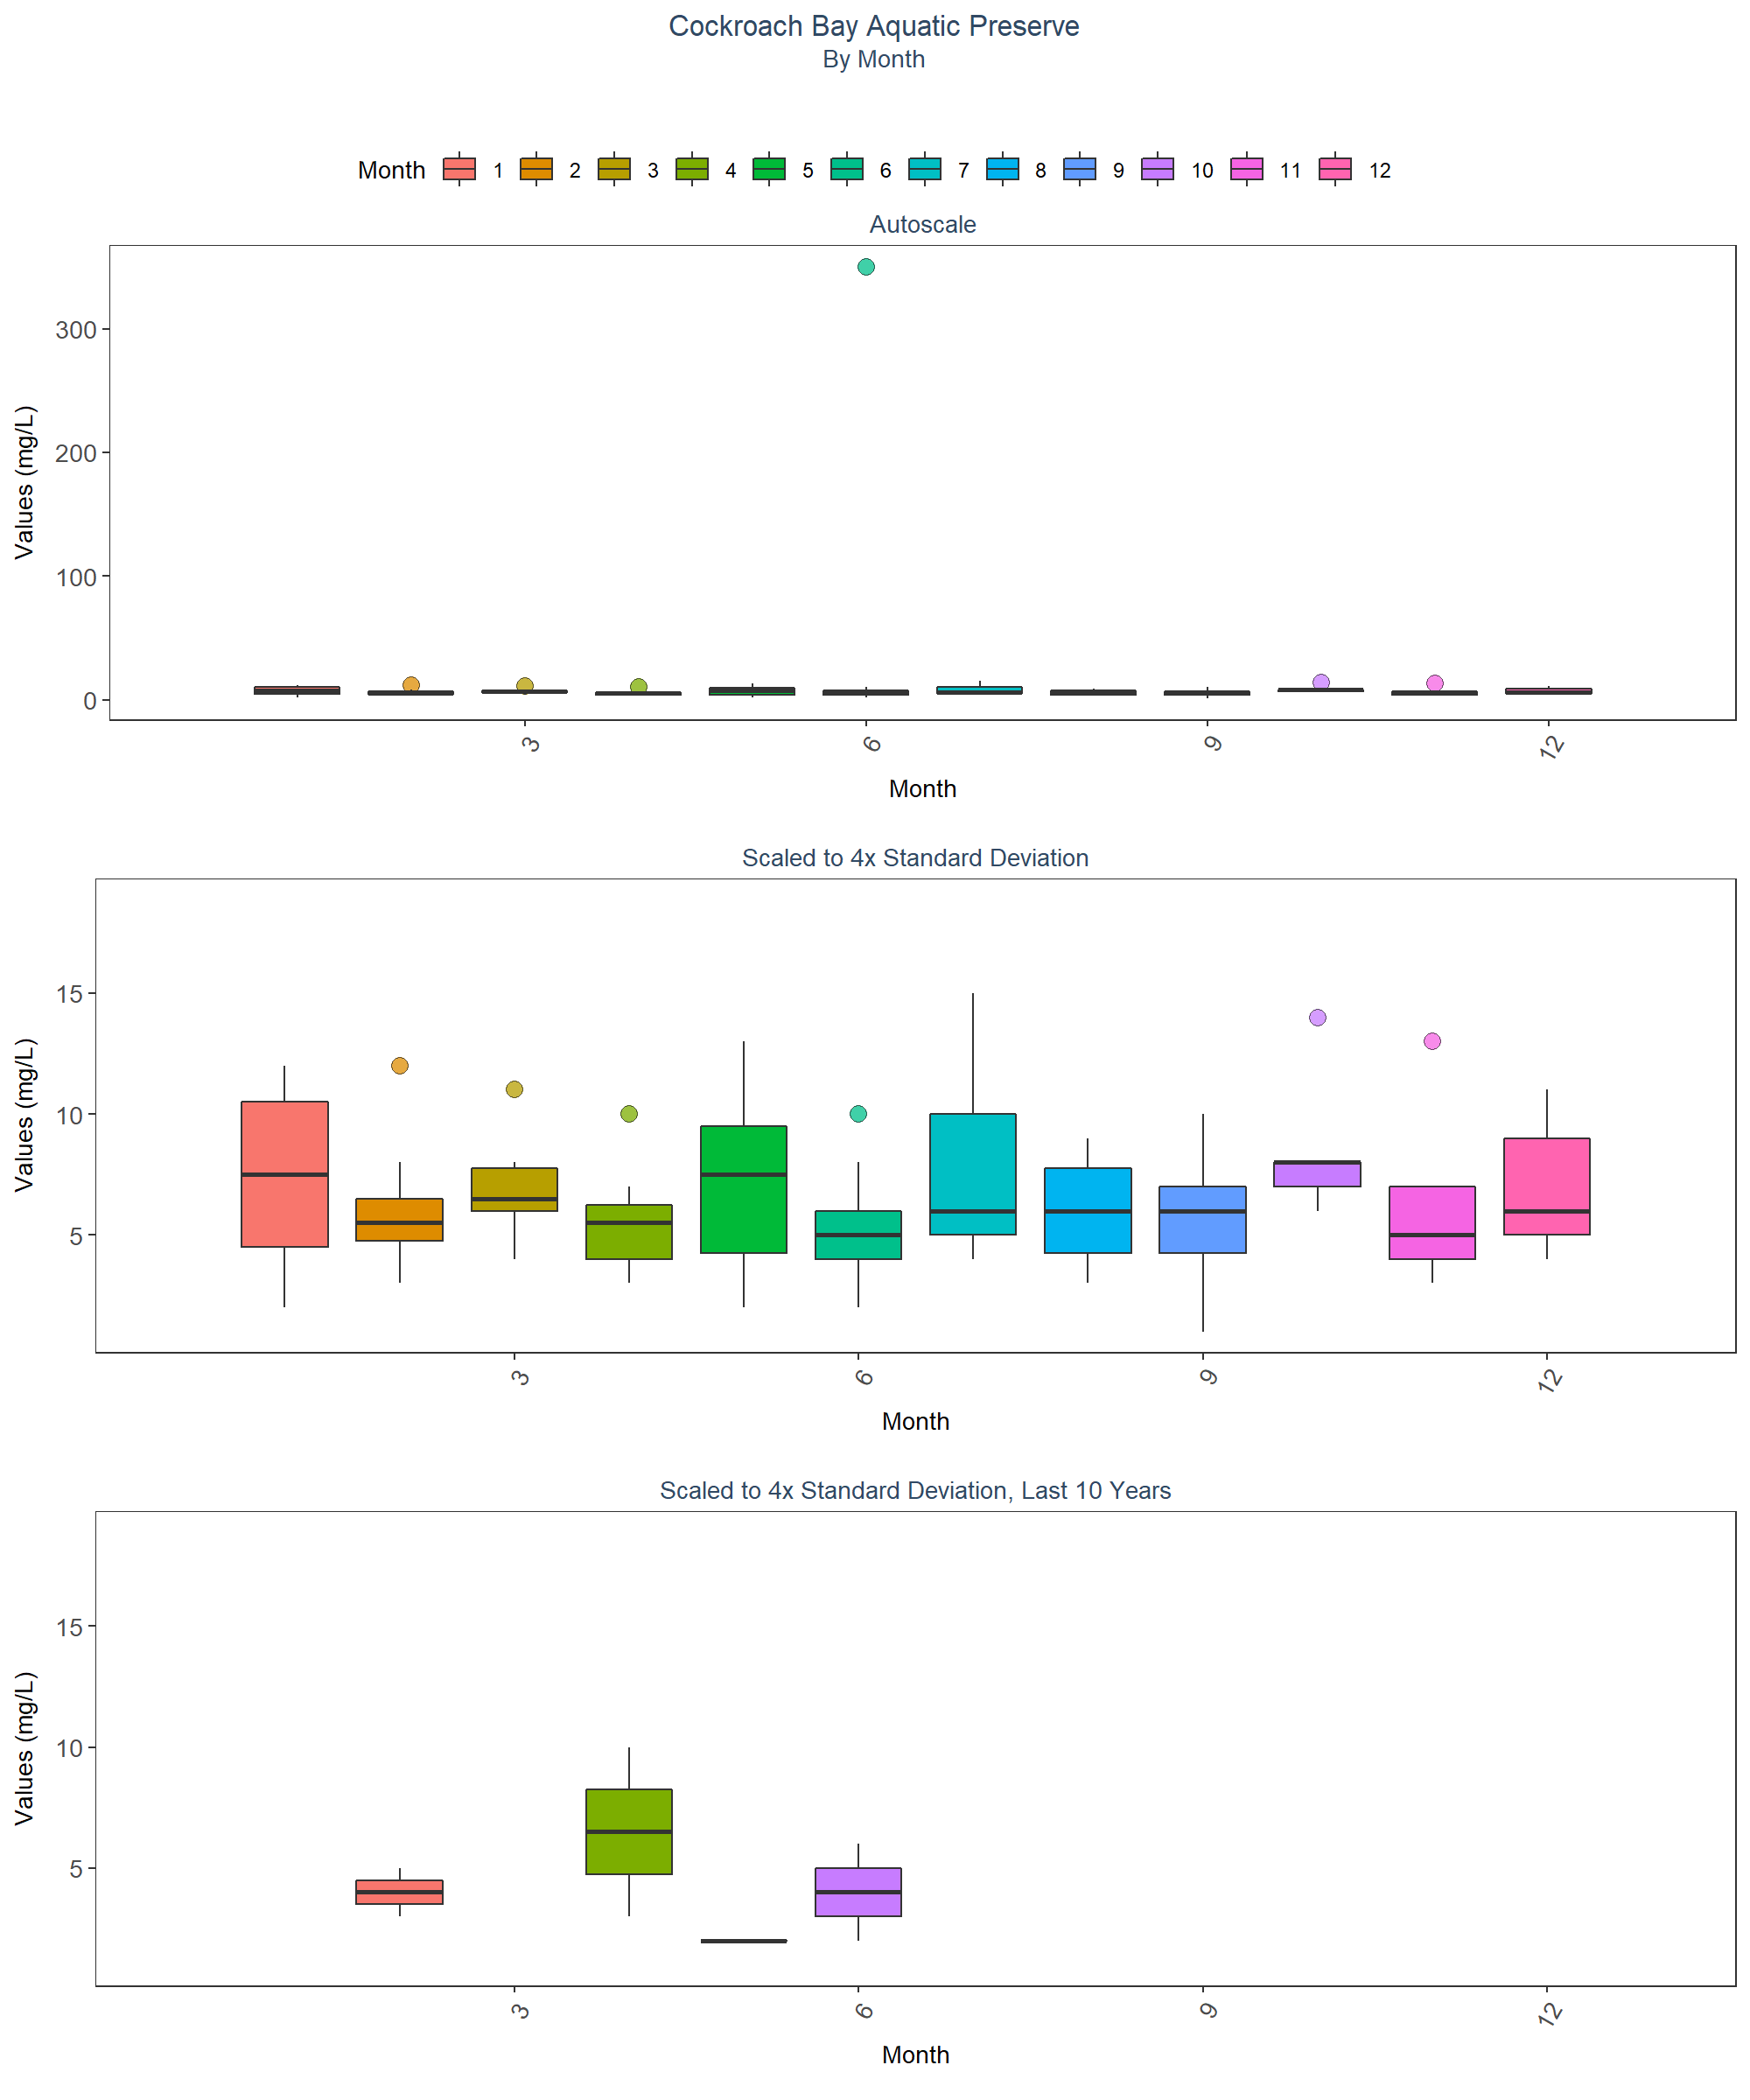 Cockroach Bay Aquatic Preserve
By Month
Month 1 2 3 4 5 6 7 8 9 10 11 12
Autoscale
Values (mg/L)
300
200
100
0
3 6 9 12
Month
Scaled to 4x Standard Deviation
Values (mg/L)
15
10
5
3 6 9 12
Month
Scaled to 4x Standard Deviation, Last 10 Years
Values (mg/L)
15
10
5
3 6 9 12
Month